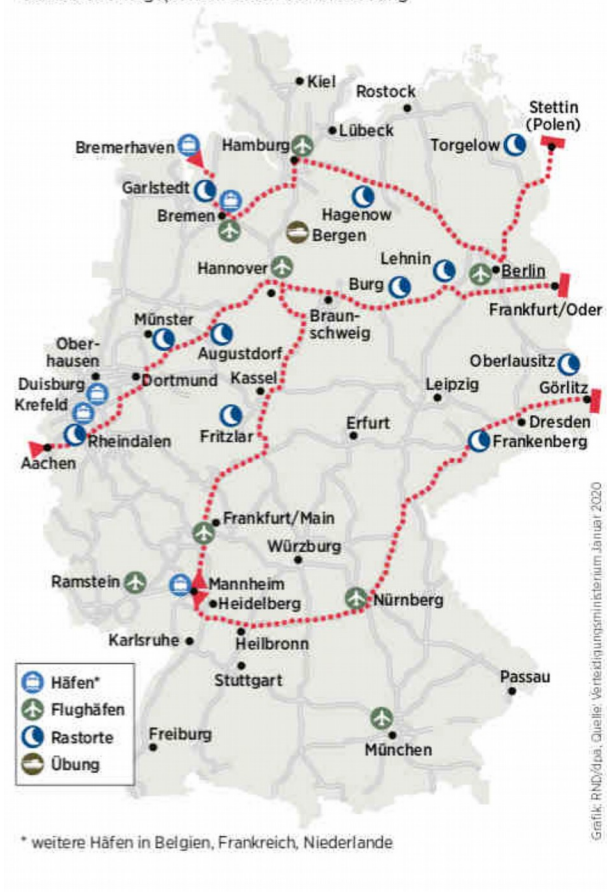 Kiel
Rostock
Stettin
(Polen)
Lübeck
Bremerhaven
Hamburg
Torgelow
Garlstedt
Bremen
Hagenow
Bergen
Lehnin
Hannover
Burg
Berlin
Frankfurt/Oder
Braun-
schweig
Münster
Augustdorf
Ober-
hausen
Oberlausitz
Duisburg
Dortmund
Kassel
Leipzig
Görlitz
Krefeld
Dresden
Rheindalen
Fritzlar
Erfurt
Frankenberg
Aachen
Frankfurt/Main
Würzburg
Ramstein
Mannheim
Heidelberg
Nürnberg
Karlsruhe
Heilbronn
Stuttgart
Passau
Häfen*
Flughäfen
Rastorte
Übung
Freiburg
München
* weitere Häfen in Belgien, Frankreich, Niederlande
Grafik: RND/dpa, Quelle: Verteidigungsministerium Januar 2020